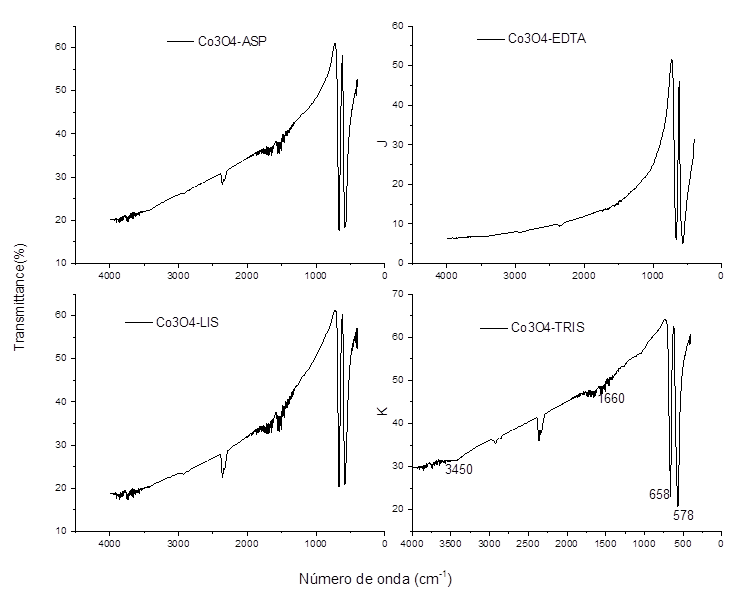 Co3O4-ASP
60
50
40
30
20
10
4000 3000 2000 1000 0
Co3O4-EDTA
J
60
50
40
30
20
10
0
4000 3000 2000 1000 0
Transmittance(%)
Co3O4-LIS
60
50
40
30
20
10
4000 3000 2000 1000 0
Co3O4-TRIS
K
70
60
50
40
30
20
3450
1660
658
578
4000 3500 3000 2500 2000 1500 1000 500 0
Número de onda (cm-1)